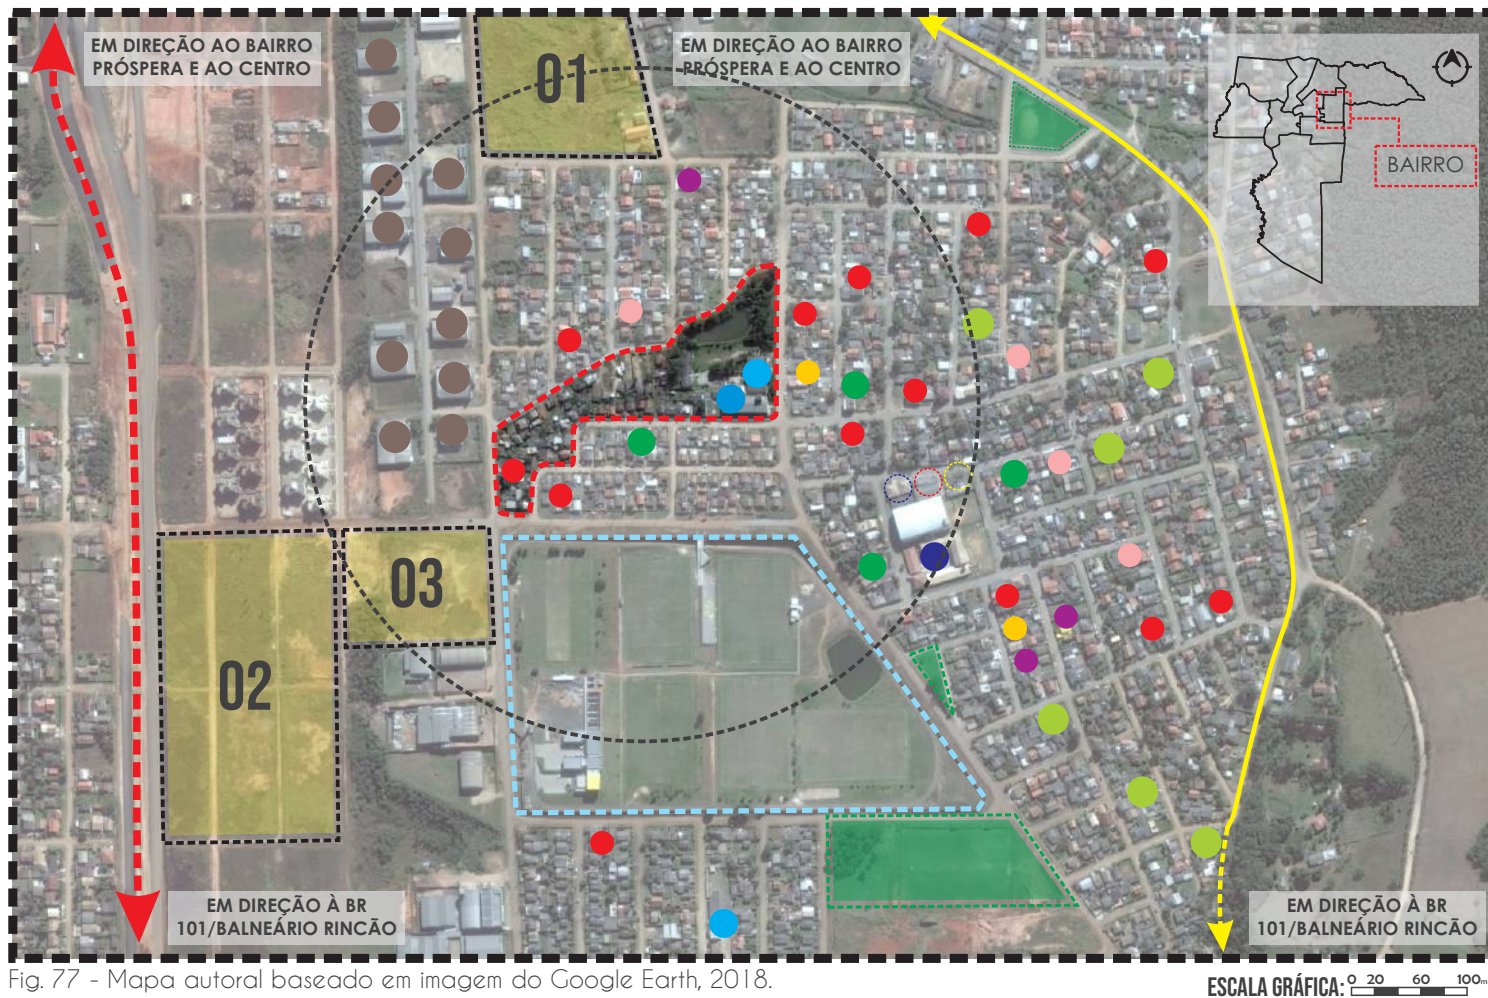 EM DIREÇÃO AO BAIRRO
PRÓSPERA E AO CENTRO
01
EM DIREÇÃO AO BAIRRO
PRÓSPERA E AO CENTRO
BAIRRO
03
02
EM DIREÇÃO À BR
101/BALNEÁRIO RINCÃO
EM DIREÇÃO À BR
101/BALNEÁRIO RINCÃO
Fig. 77 - Mapa autoral baseado em imagem do Google Earth, 2018.
ESCALA GRÁFICA: 0 20 60 100m